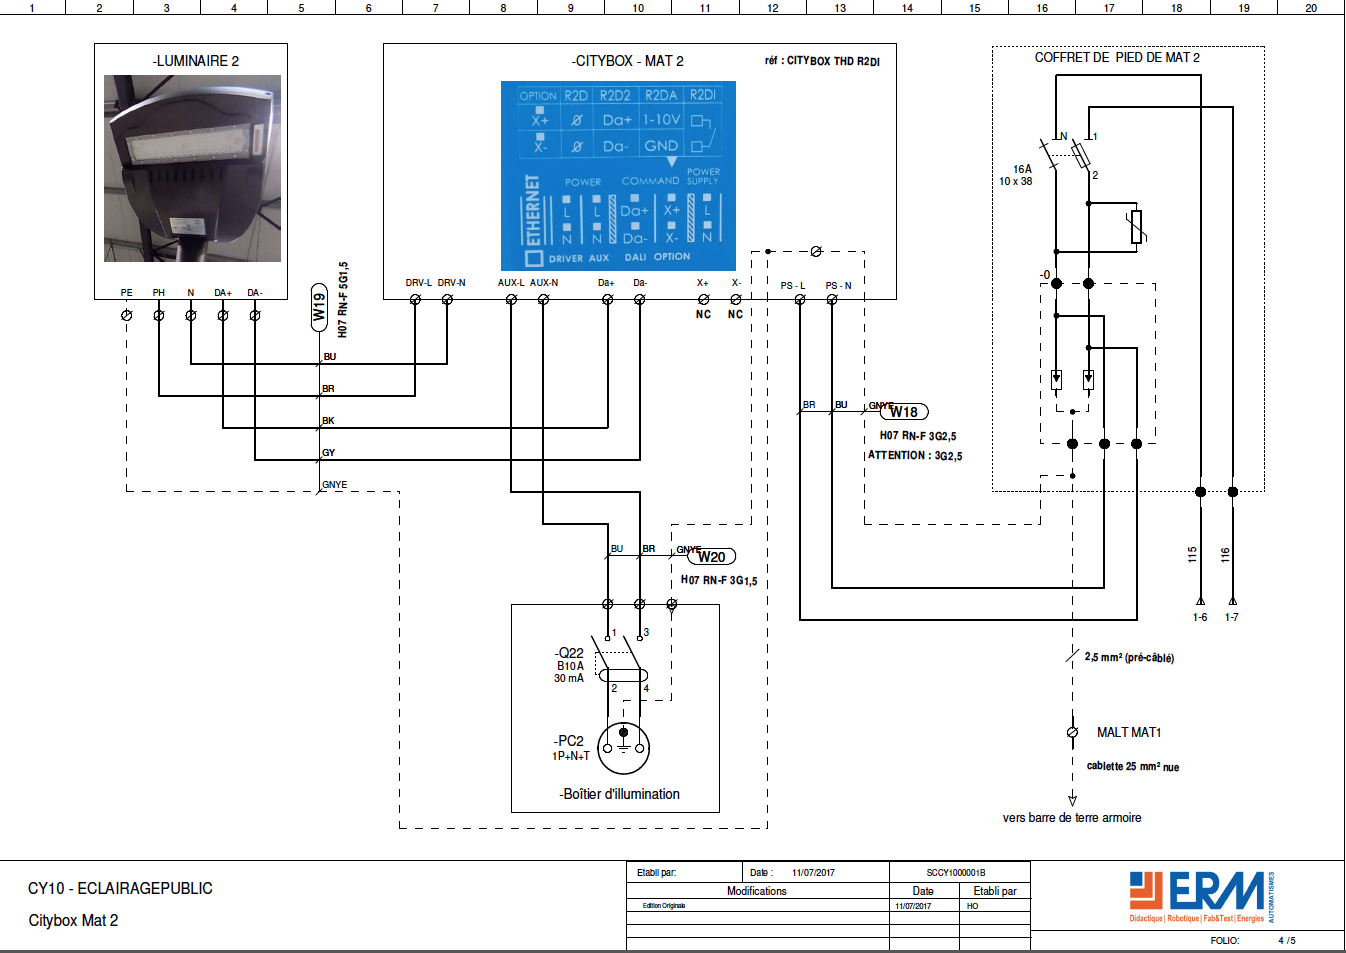 1 2 3 4 5 6 7 8 9 10 11 12 13 14 15 16 17 18 19 20
-LUMINAIRE 2
-CITYBOX - MAT 2
réf : CITYBOX THD R2DI
COFFRET DE PIED DE MAT 2
OPTION R2D R2D2 R2DA R2DI
X+ Ø Da+ 1-10V
X- Ø Da- GND
POWER COMMAND POWER SUPPLY
ETHERNET
L L Da+ X+ L
N N Da- X- N
DRIVER AUX DALI OPTION
N 1
16A
10 x 38
2
-0
PE PH N DA+ DA-
W19
H07 RN-F 5G1,5
DRV-L DRV-N AUX-L AUX-N Da+ Da- X+ X- PS - L PS - N
NC NC
BU
BR
BK
GY
GNYE
BR BU GNYE W18
H07 RN-F 3G2,5
ATTENTION : 3G2,5
BU BR GNYE W20
H07 RN-F 3G1,5
115 116
1-6 1-7
1 3
-Q22
B10A
30 mA
2 4
-PC2
1P+N+T
-Boîtier d'illumination
2,5 mm² (pré-câblé)
MALT MAT1
cablette 25 mm² nue
vers barre de terre armoire
CY10 - ECLAIRAGEPUBLIC
Citybox Mat 2
Etabli par: Date : 11/07/2017 SCCY1000001B
Modifications Date Etabli par
Edition Originale 11/07/2017 HO
ERM
AUTOMATISMES
Didactique | Robotique | Fab&Test | Energies
FOLIO: 4 /5